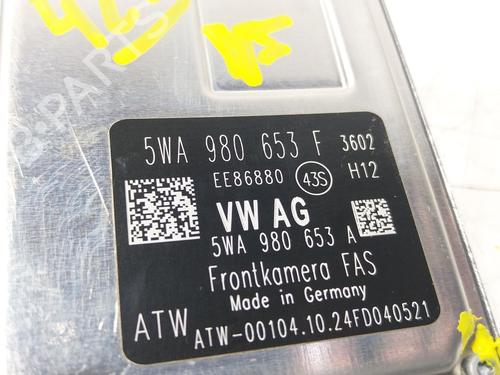 5WA 980 653 F 3602
EE86880 43S H12
VW AG
5WA 980 653 A
Frontkamera FAS
Made in Germany
ATW ATW-00104.10.24FD040521